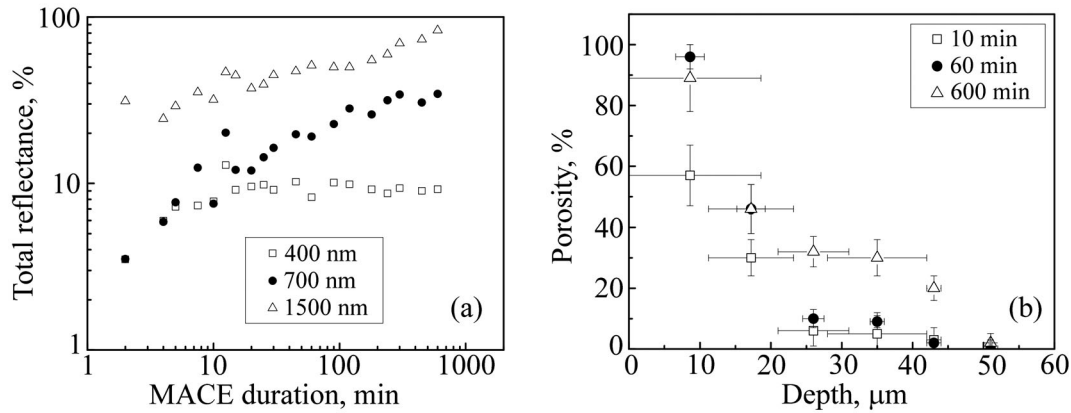 100
10
1
Total reflectance, %
1
10
100
1000
MACE duration, min
400 nm
700 nm
1500 nm
(a)
100
80
60
40
20
0
Porosity, %
0
10
20
30
40
50
60
Depth, μm
10 min
60 min
600 min
(b)